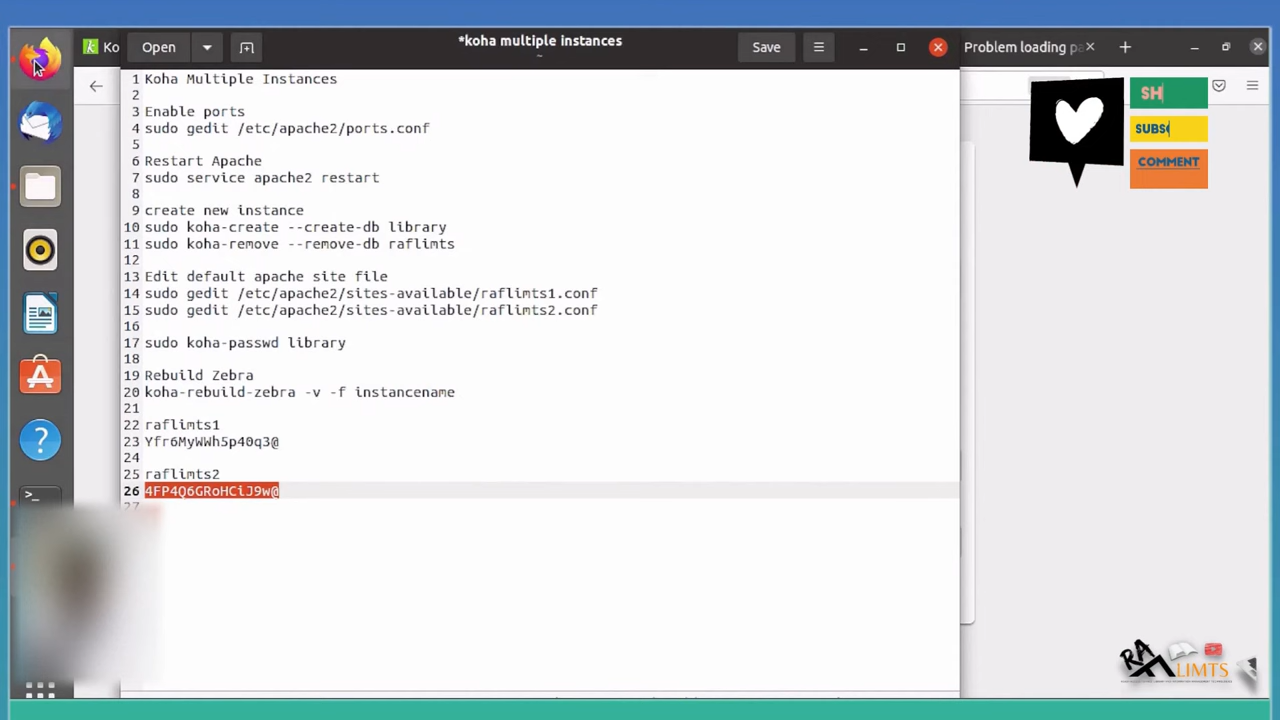 Ko
Open
*koha multiple instances
~
Save
Problem loading pa
1 Koha Multiple Instances
2
3 Enable ports
4 sudo gedit /etc/apache2/ports.conf
5
6 Restart Apache
7 sudo service apache2 restart
8
9 create new instance
10 sudo koha-create --create-db library
11 sudo koha-remove --remove-db raflimts
12
13 Edit default apache site file
14 sudo gedit /etc/apache2/sites-available/raflimts1.conf
15 sudo gedit /etc/apache2/sites-available/raflimts2.conf
16
17 sudo koha-passwd library
18
19 Rebuild Zebra
20 koha-rebuild-zebra -v -f instancename
21
22 raflimts1
23 Yfr6MyWWh5p40q3@
24
25 raflimts2
26 4FP4Q6GRoHCiJ9w@
27
SH
SUBS
COMMENT
RA
LIMTS